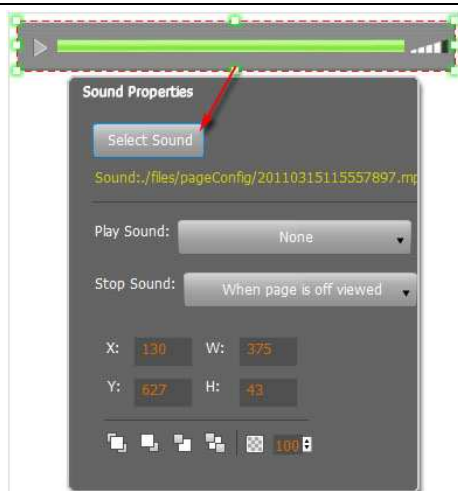 Sound Properties
Select Sound
Sound:./files/pageConfig/20110315115557897.mp
Play Sound: None
Stop Sound: When page is off viewed
X: 130 W: 375
Y: 627 H: 43
100